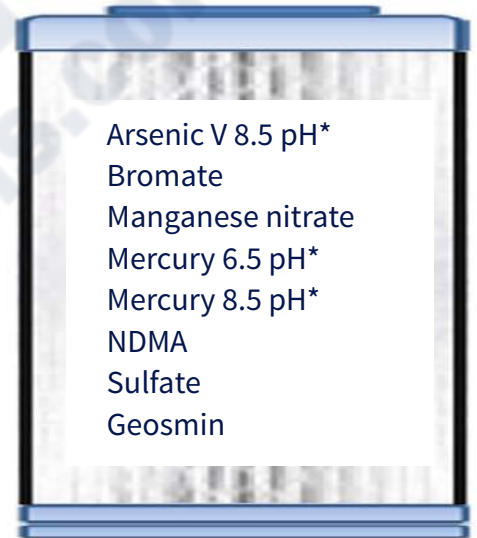 Arsenic V 8.5 pH*
Bromate
Manganese nitrate
Mercury 6.5 pH*
Mercury 8.5 pH*
NDMA
Sulfate
Geosmin